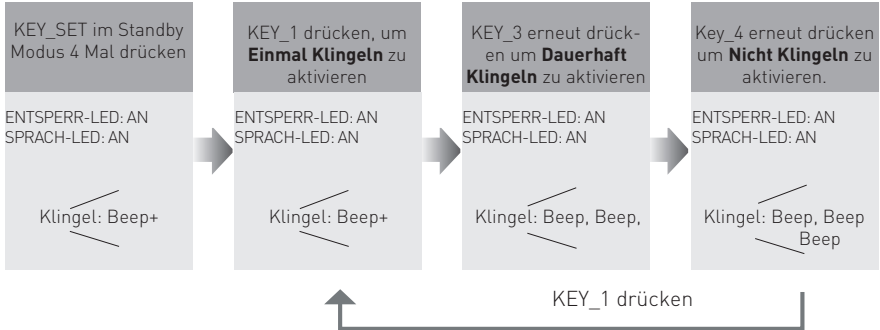 KEY_SET im Standby
Modus 4 Mal drücken
ENTSPERR-LED: AN
SPRACH-LED: AN
Klingel: Beep+
KEY_1 drücken, um
Einmal Klingeln zu
aktivieren
ENTSPERR-LED: AN
SPRACH-LED: AN
Klingel: Beep+
KEY_3 erneut drück-
en um Dauerhaft
Klingeln zu aktivieren
ENTSPERR-LED: AN
SPRACH-LED: AN
Klingel: Beep, Beep,
Key_4 erneut drücken
um Nicht Klingeln zu
aktivieren.
ENTSPERR-LED: AN
SPRACH-LED: AN
Klingel: Beep, Beep
Beep
KEY_1 drücken